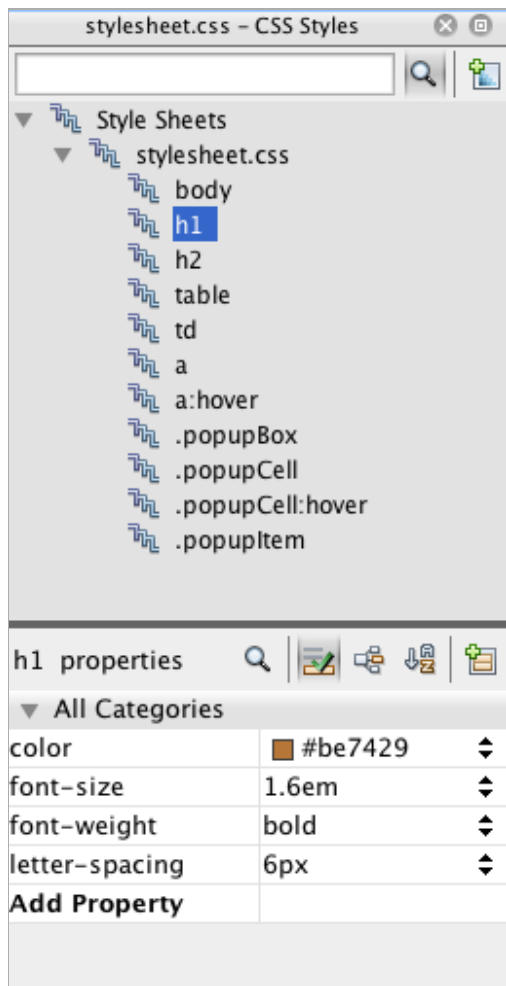 stylesheet.css – CSS Styles
Style Sheets
stylesheet.css
body
h1
h2
table
td
a
a:hover
.popupBox
.popupCell
.popupCell:hover
.popupItem
h1 properties
All Categories
color #be7429
font-size 1.6em
font-weight bold
letter-spacing 6px
Add Property